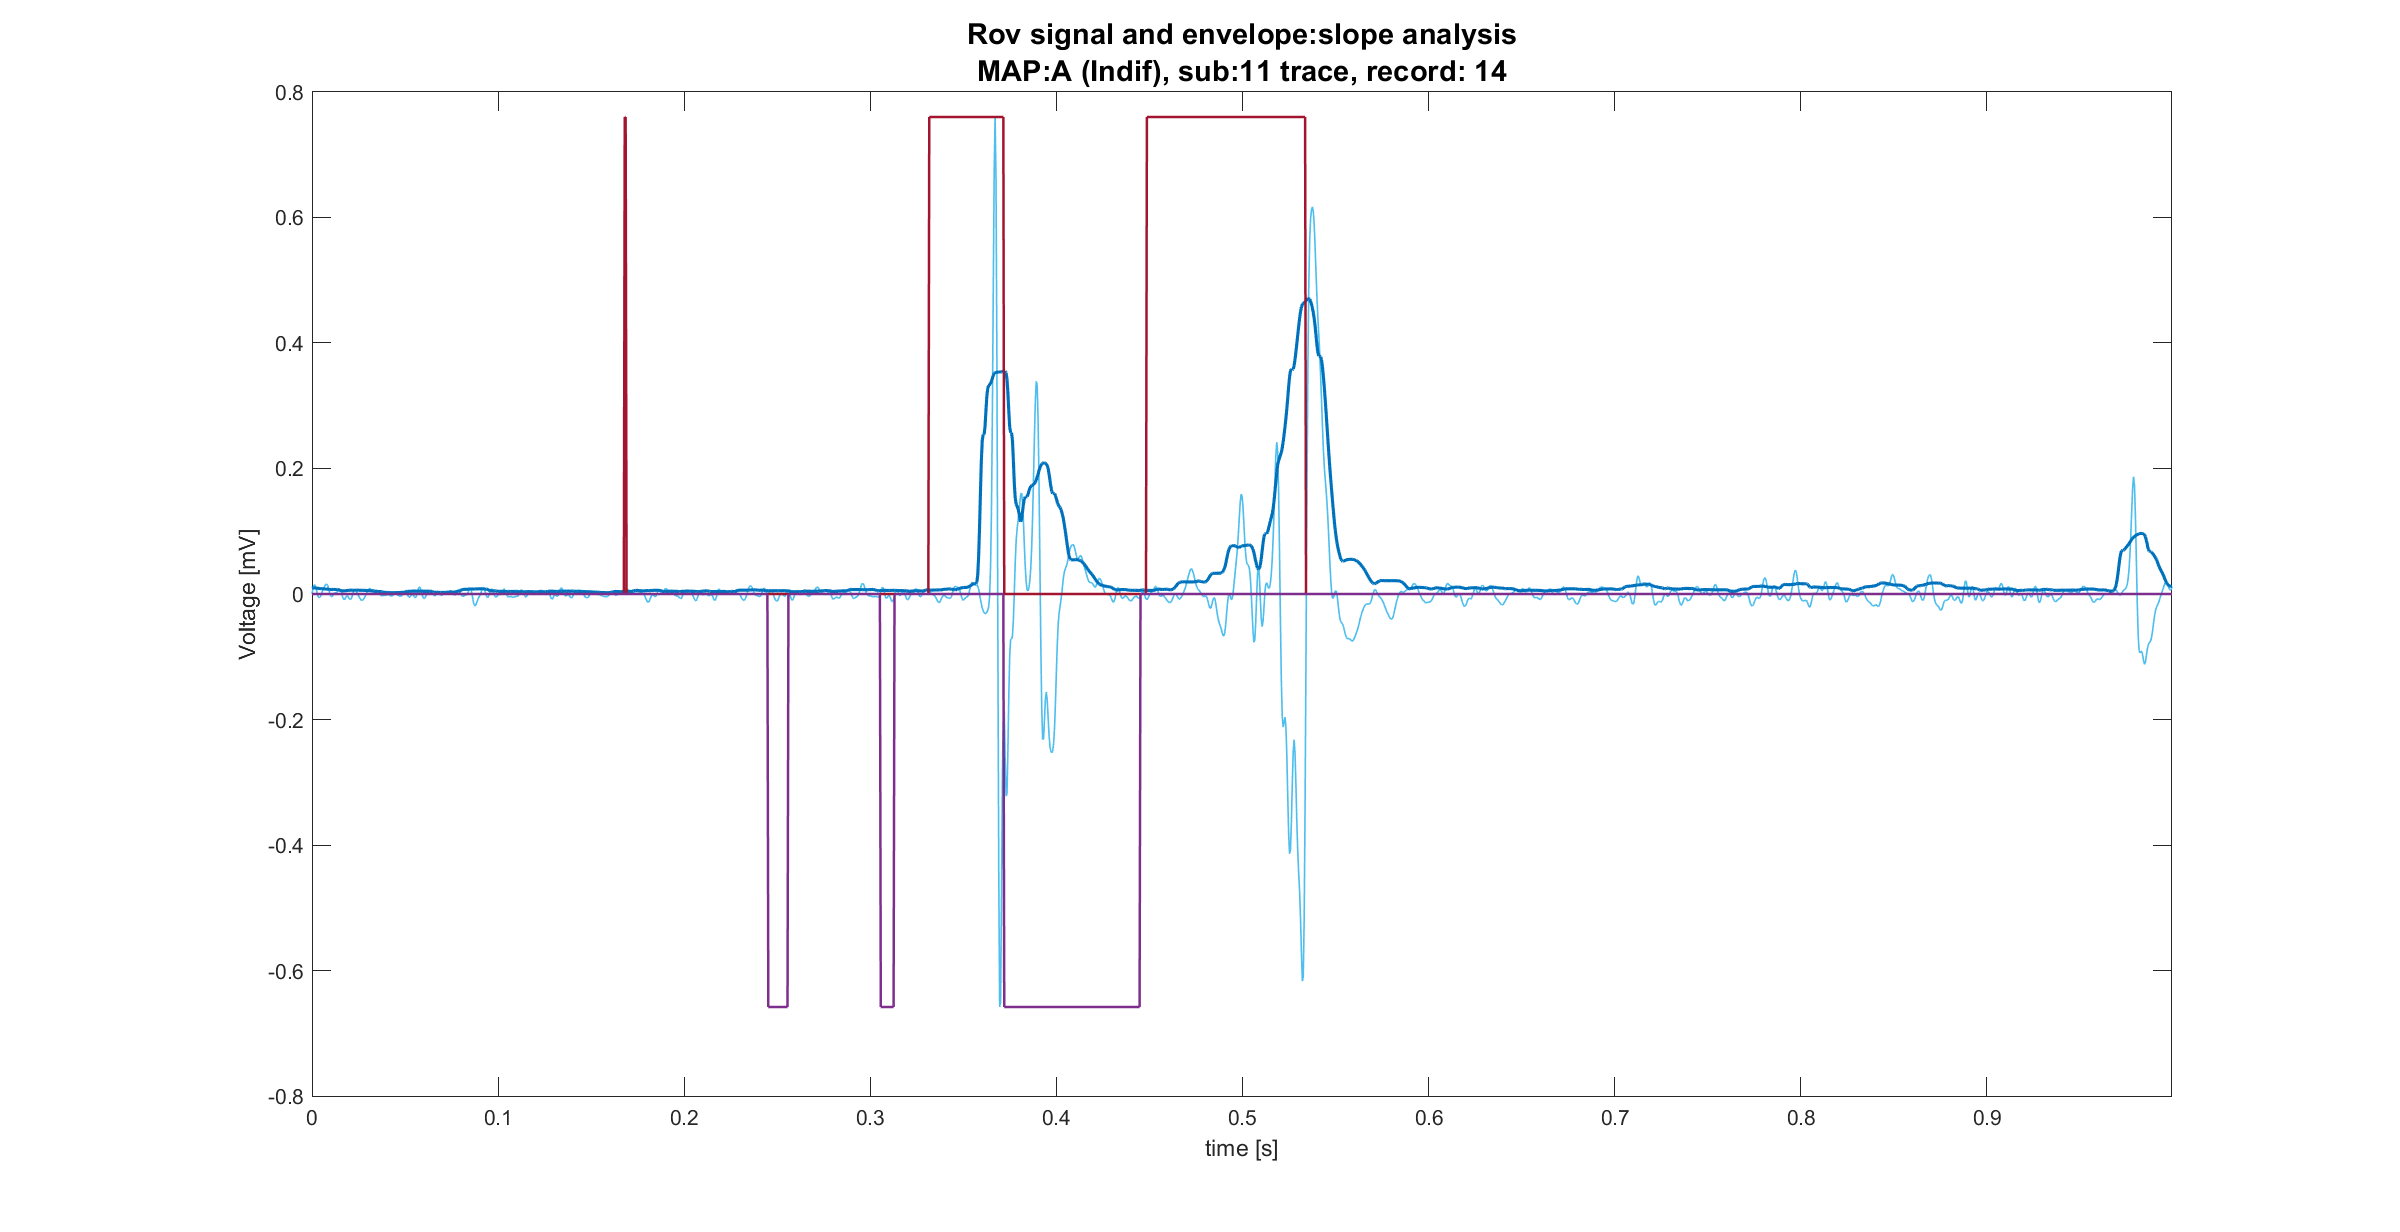 Rov signal and envelope:slope analysis
MAP:A (Indif), sub:11 trace, record: 14
0.8
0.6
0.4
0.2
0
-0.2
-0.4
-0.6
-0.8
Voltage [mV]
0 0.1 0.2 0.3 0.4 0.5 0.6 0.7 0.8 0.9
time [s]